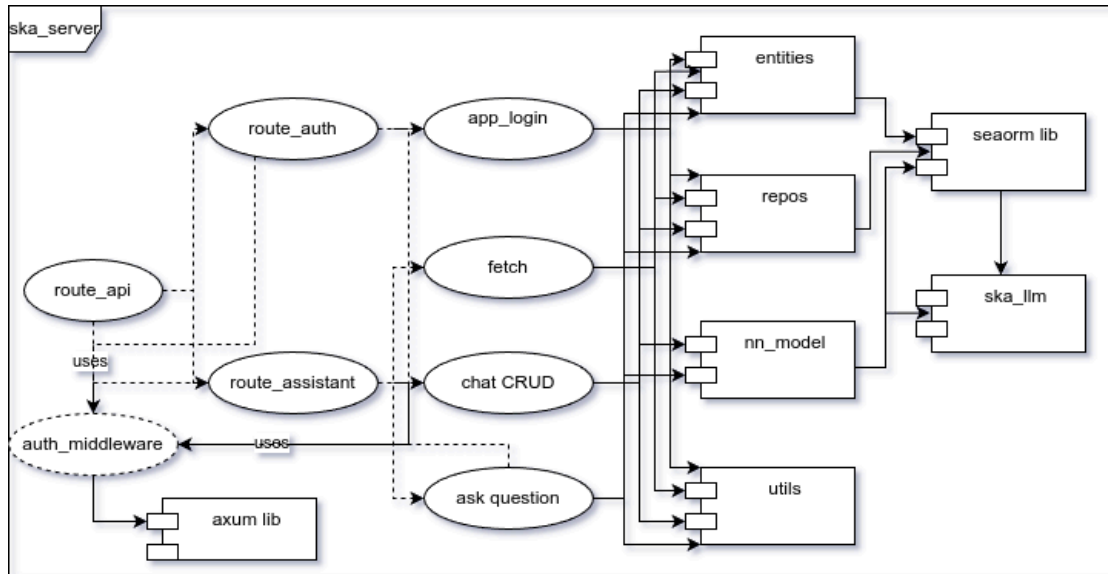 ska_server
entities
app_login
route_auth
seaorm lib
repos
fetch
route_api
ska_llm
nn_model
uses
route_assistant
chat CRUD
auth_middleware
uses
ask question
utils
axum lib